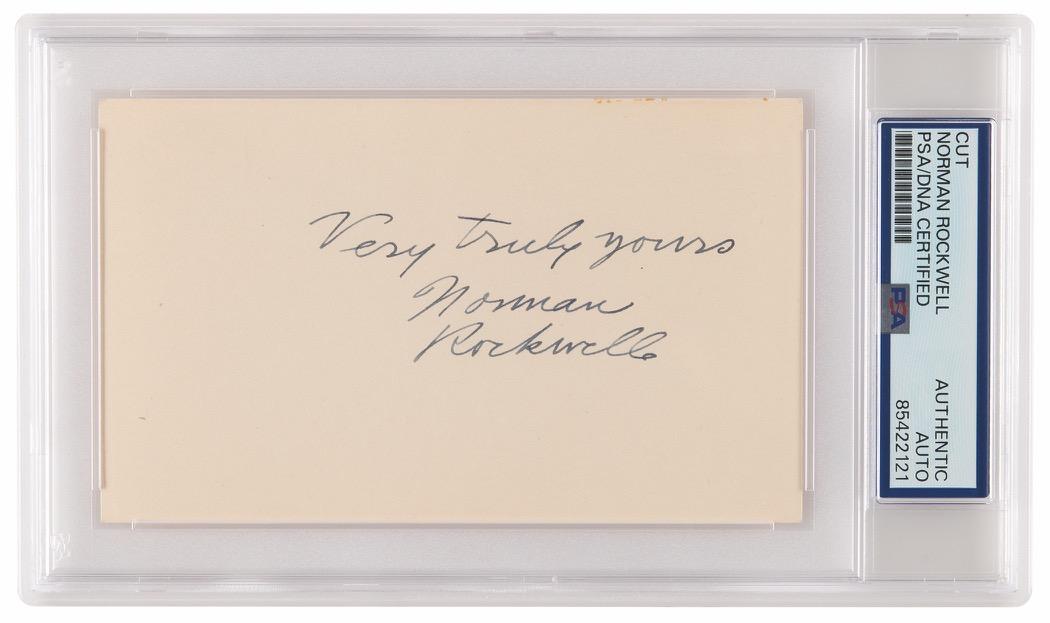 Very truly yours
Norman
Rockwell
CUT
NORMAN ROCKWELL
PSA/DNA CERTIFIED
PSA
AUTHENTIC
AUTO
85422121